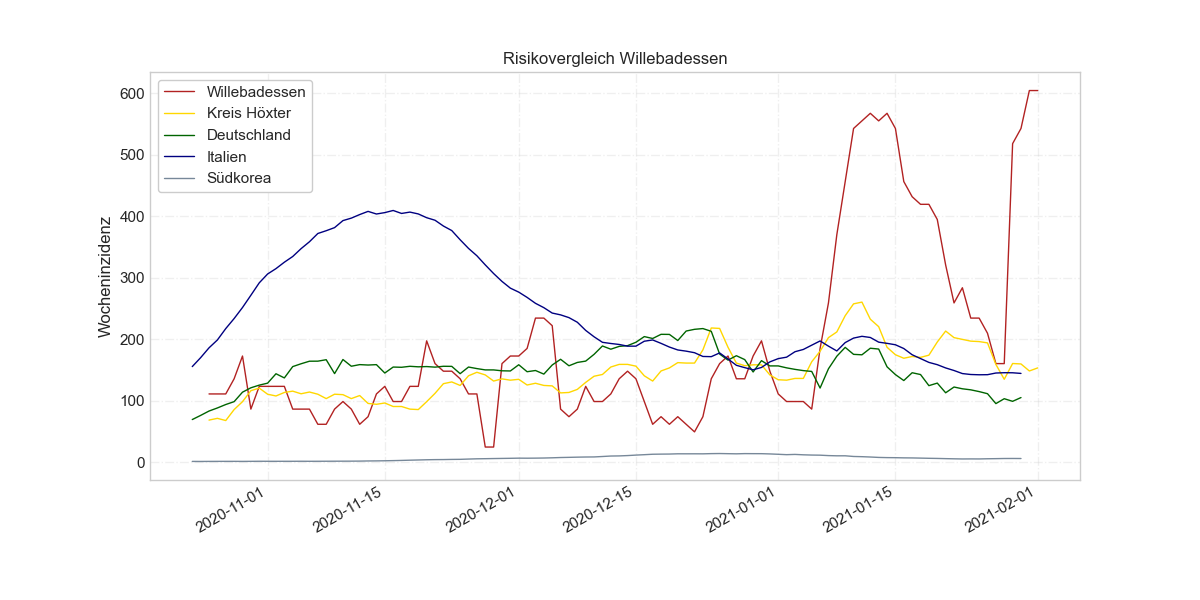 Risikovergleich Willebadessen
Willebadessen
Kreis Höxter
Deutschland
Italien
Südkorea
Wocheninzidenz
600
500
400
300
200
100
0
2020-11-01
2020-11-15
2020-12-01
2020-12-15
2021-01-01
2021-01-15
2021-02-01